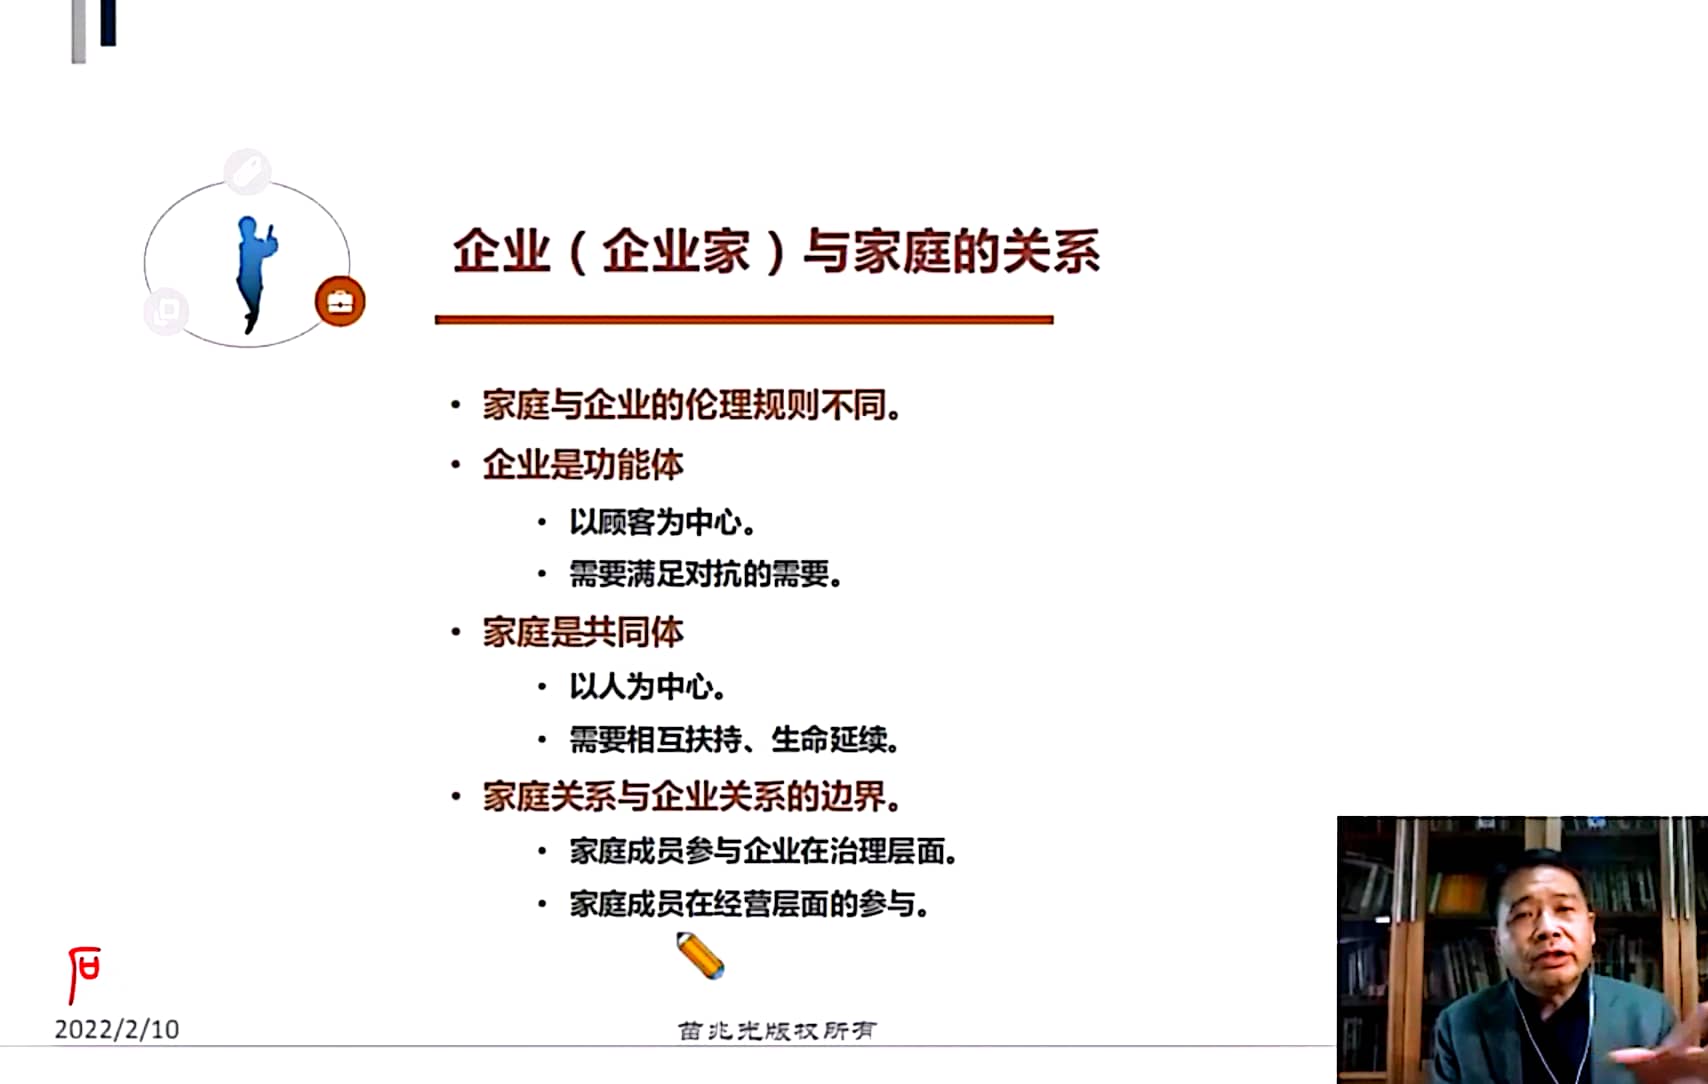 企业（企业家）与家庭的关系
• 家庭与企业的伦理规则不同。
• 企业是功能体
• 以顾客为中心。
• 需要满足对抗的需要。
• 家庭是共同体
• 以人为中心。
• 需要相互扶持、生命延续。
• 家庭关系与企业关系的边界。
• 家庭成员参与企业在治理层面。
• 家庭成员在经营层面的参与。
2022/2/10
苗兆光版权所有